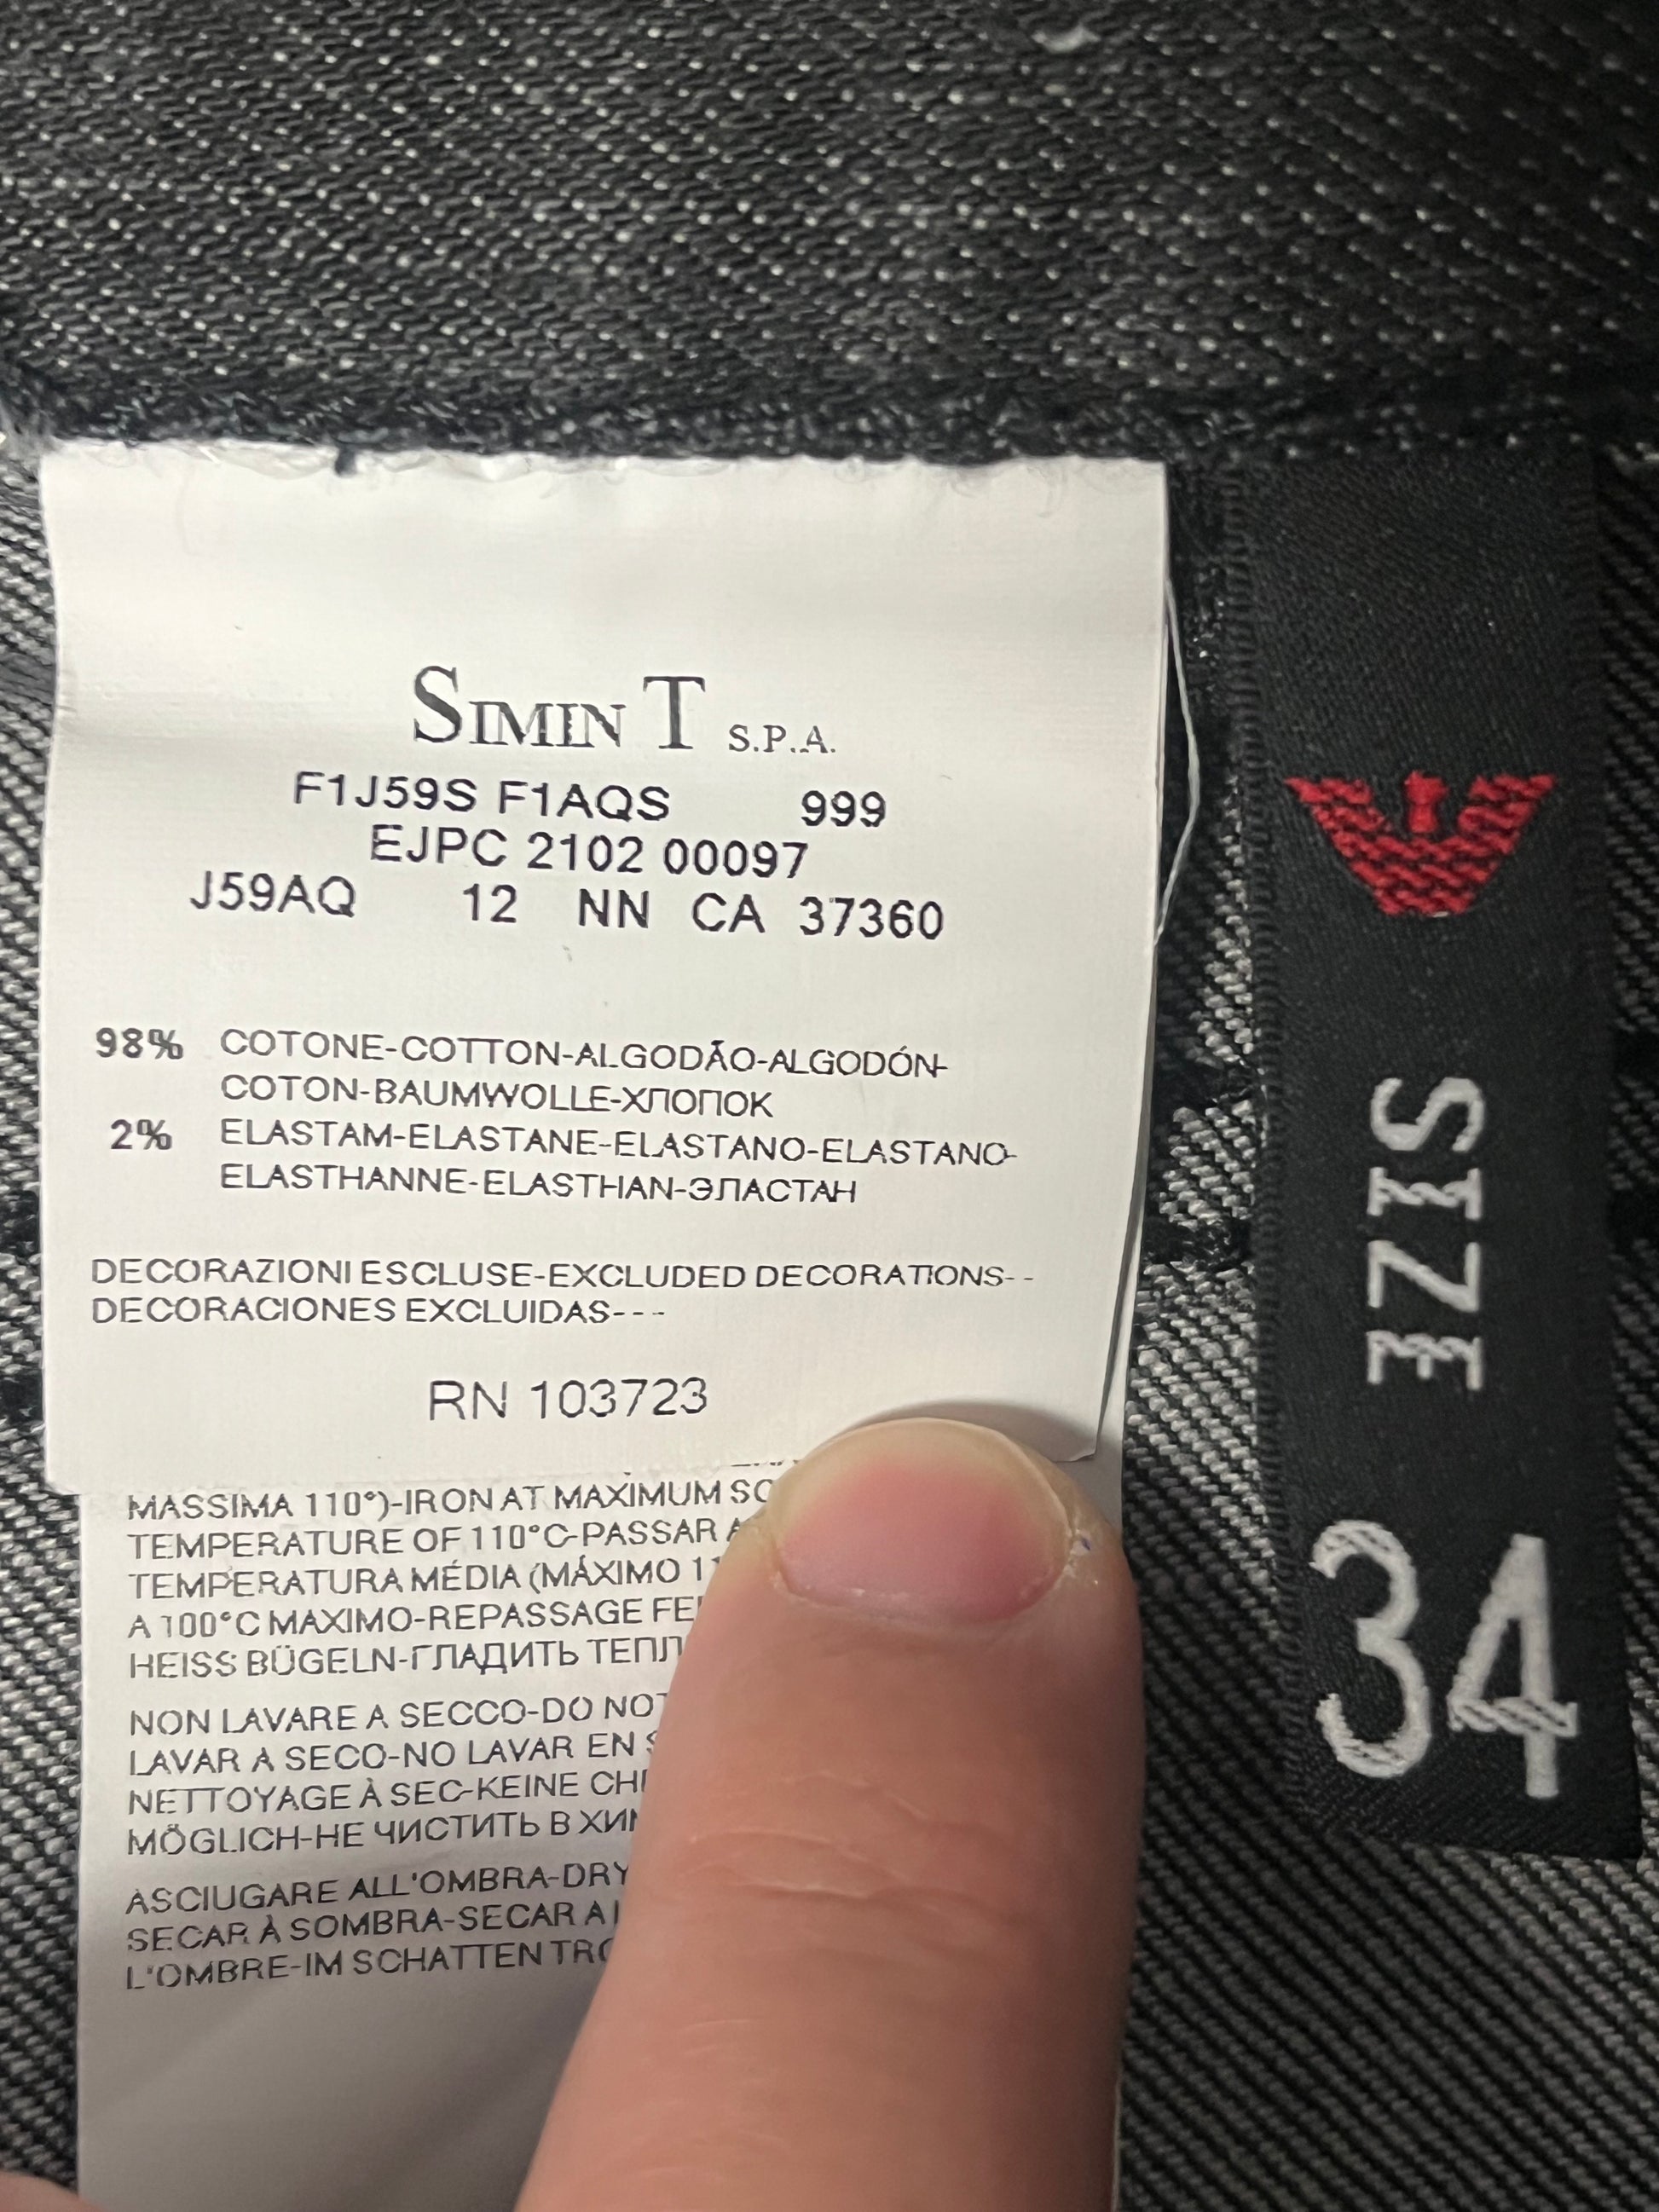 SIMIN T S.P.A.
F1J59S F1AQS 999
EJPC 2102 00097
J59AQ 12 NN CA 37360
98% COTONE-COTTON-ALGODÃO-ALGODÓN-
COTON-BAUMWOLLE-ХЛОПОК
2% ELASTAM-ELASTANE-ELASTANO-ELASTANO-
ELASTHANNE-ELASTHAN-ЭЛАСТАН
DECORAZIONI ESCLUSE-EXCLUDED DECORATIONS--
DECORACIONES EXCLUIDAS---
RN 103723
MASSIMA 110°)-IRON AT MAXIMUM
TEMPERATURE OF 110°C-PASSAR
TEMPERATURA MÉDIA (MÁXIMO
A 100°C MAXIMO-REPASSAGE
HEISS BÜGELN-ГЛАДИТЬ
NON LAVARE A SECCO-DO NOT
LAVAR A SECO-NO LAVAR EN
NETTOYAGE À SEC-KEINE
MÖGLICH-НЕ ЧИСТИТЬ В
ASCIUGARE ALL'OMBRA-DRY
SECAR À SOMBRA-SECAR A
L'OMBRE-IM SCHATTEN
SIZE
34